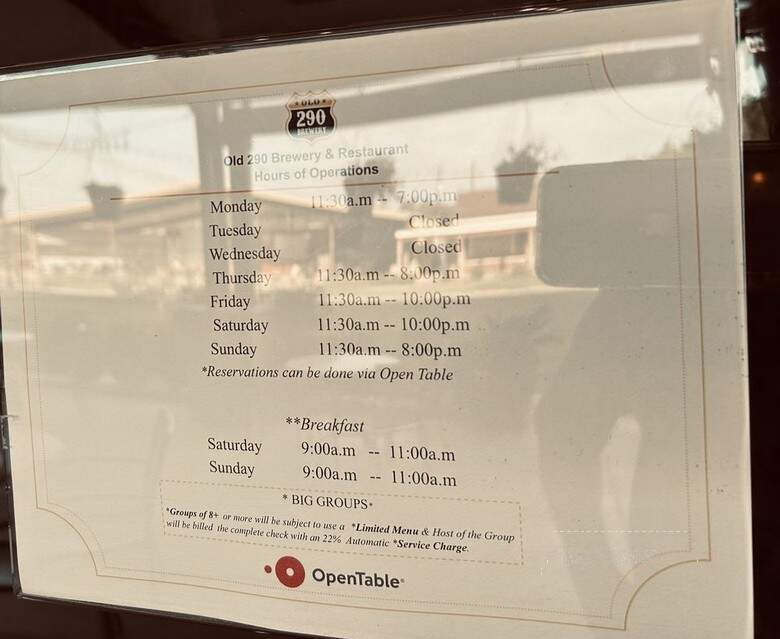 OLD
290
BREWERY
Old 290 Brewery & Restaurant
Hours of Operations
Monday 11:30a.m -- 7:00p.m
Tuesday Closed
Wednesday Closed
Thursday 11:30a.m -- 8:00p.m
Friday 11:30a.m -- 10:00p.m
Saturday 11:30a.m -- 10:00p.m
Sunday 11:30a.m -- 8:00p.m
*Reservations can be done via Open Table
**Breakfast
Saturday 9:00a.m -- 11:00a.m
Sunday 9:00a.m -- 11:00a.m
* BIG GROUPS*
*Groups of 8+ or more will be subject to use a *Limited Menu & Host of the Group
will be billed the complete check with an 22% Automatic *Service Charge.
OpenTable®